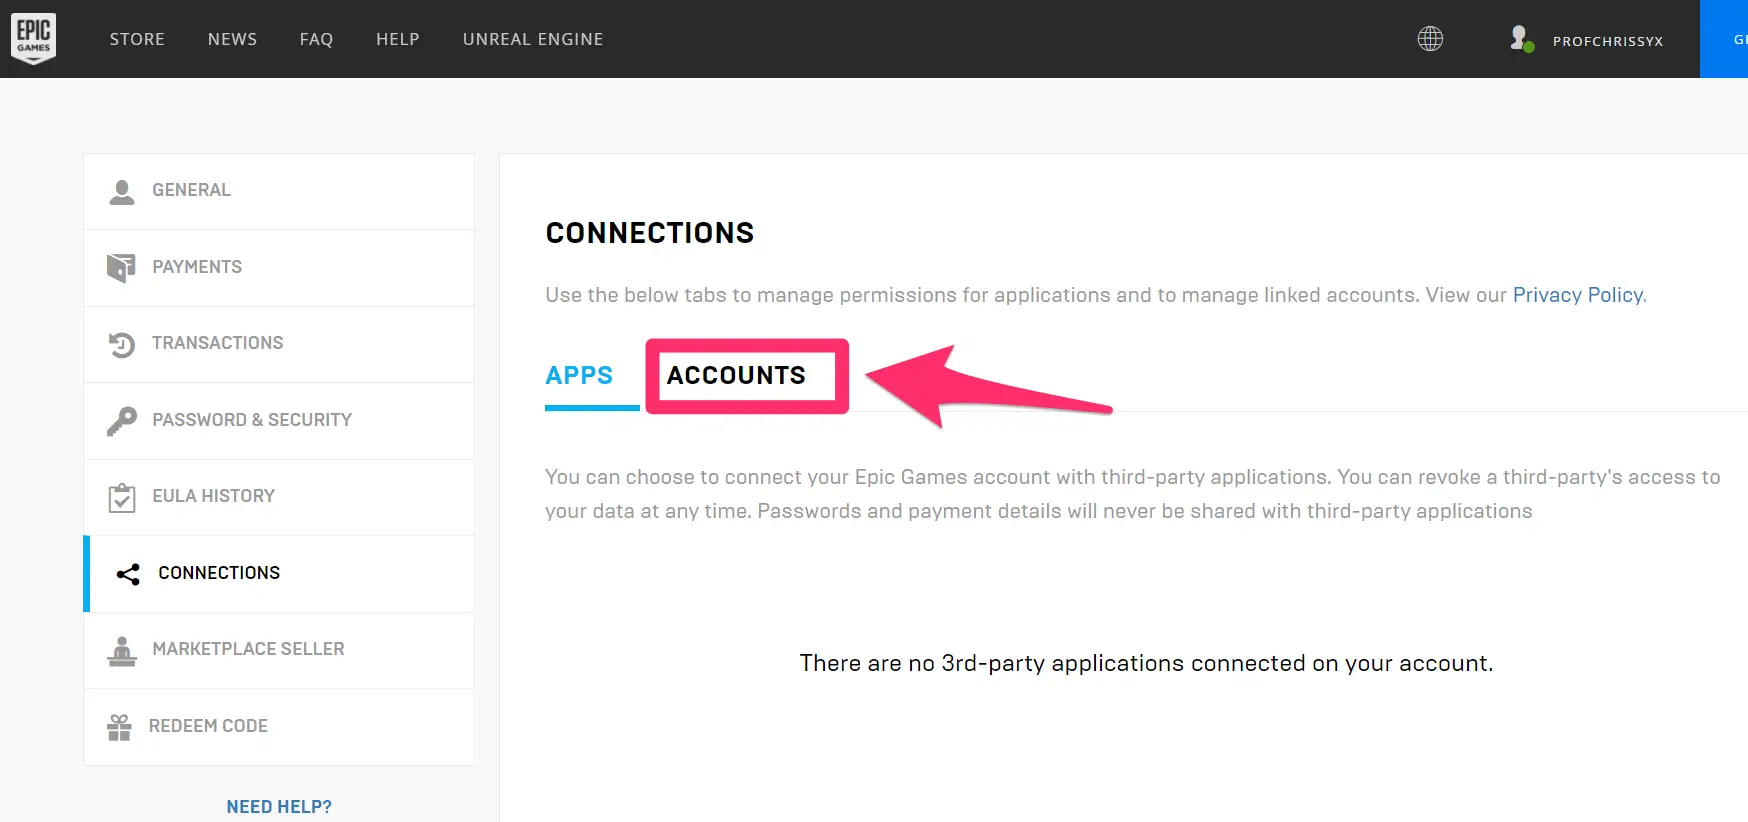 EPIC
GAMES
STORE NEWS FAQ HELP UNREAL ENGINE PROFCHRISSYX
GENERAL
PAYMENTS
TRANSACTIONS
PASSWORD & SECURITY
EULA HISTORY
CONNECTIONS
MARKETPLACE SELLER
REDEEM CODE
NEED HELP?
CONNECTIONS
Use the below tabs to manage permissions for applications and to manage linked accounts. View our Privacy Policy.
APPS ACCOUNTS
You can choose to connect your Epic Games account with third-party applications. You can revoke a third-party's access to
your data at any time. Passwords and payment details will never be shared with third-party applications
There are no 3rd-party applications connected on your account.